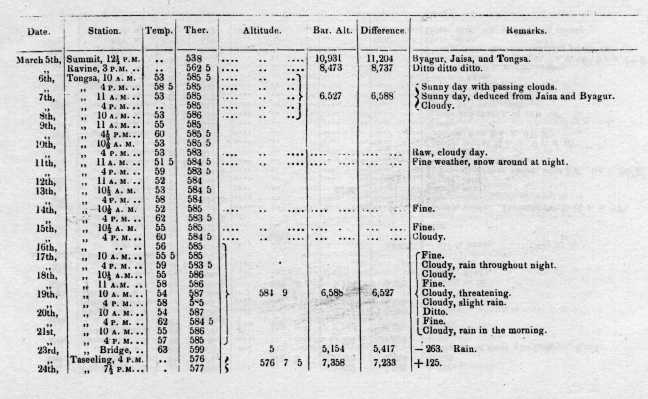 Date. Station. Temp. Ther. Altitude. Bar. Alt. Difference. Remarks.
March 5th, Summit, 12½ P.M. .. 538 .... .. .... 10,931 11,204 Byagur, Jaisa, and Tongsa.
,, Ravine, 3 P.M. .. .. 562 5 .... .. .... 8,473 8,737 Ditto ditto ditto.
6th, Tongsa, 10 A.M. 53 585 5 .... .. ..
,, ,, 4 P.M. .. 58 5 585 .... .. .. Sunny day with passing clouds.
7th, ,, 11 A.M. .. 53 585 .... .. .. 6,527 6,588 Sunny day, deduced from Jaisa and Byagur.
,, ,, 4 P.M. .. .. 585 .... .. .. Cloudy.
8th, ,, 10 A.M. .. 53 586 .... .. ..
9th, ,, 11 A.M. .. 55 585
,, ,, 4½ P.M. .. 60 585 5
10th, ,, 10½ A.M. 53 585 5
,, ,, 4 P.M. .. 53 583 .... .. .... .... .... .... .... Raw, cloudy day.
11th, ,, 11 A.M. .. 51 5 584 5 .... .. .... .... .... .... .... Fine weather, snow around at night.
,, ,, 4 P.M. .. 59 583 5
12th, ,, 11 A.M. .. 52 584
13th, ,, 10½ A.M. 53 584 5
,, ,, 4 P.M. .. 58 584
14th, ,, 10½ A.M. 52 585 .... .. .... .... .... .... .... Fine.
,, ,, 4 P.M. .. 62 583 5
15th, ,, 10½ A.M. 55 585 .... .. .... .... .... .... .... Fine.
,, ,, 4 P.M. .. 60 584 5 .... .. .... .... .... .... .... Cloudy.
16th, ,, .. .. 56 585
17th, ,, 10 A.M. .. 55 5 585 Fine.
,, ,, 4 P.M. .. 59 583 5 Cloudy, rain throughout night.
18th, ,, 10½ A.M. .. 55 586 Cloudy.
,, ,, 11 A.M. .. 58 586 Fine.
19th, ,, 10 A.M. .. 54 587 584 9 6,588 6,527 Cloudy, threatening.
,, ,, 4 P.M. .. 58 585 Cloudy, slight rain.
20th, ,, 10 A.M. .. 54 587 Ditto.
,, ,, 4 P.M. .. 62 584 5 Fine.
21st, ,, 10 A.M. .. 55 586 Cloudy, rain in the morning.
,, ,, 4 P.M. .. 57 585
23rd, ,, Bridge, .. 63 599 5 5,154 5,417 —263. Rain.
,, Taseeling, 4 P.M. .. 576 576 7 5 7,358 7,233 +125.
24th, ,, 7½ P.M. .. .. 577